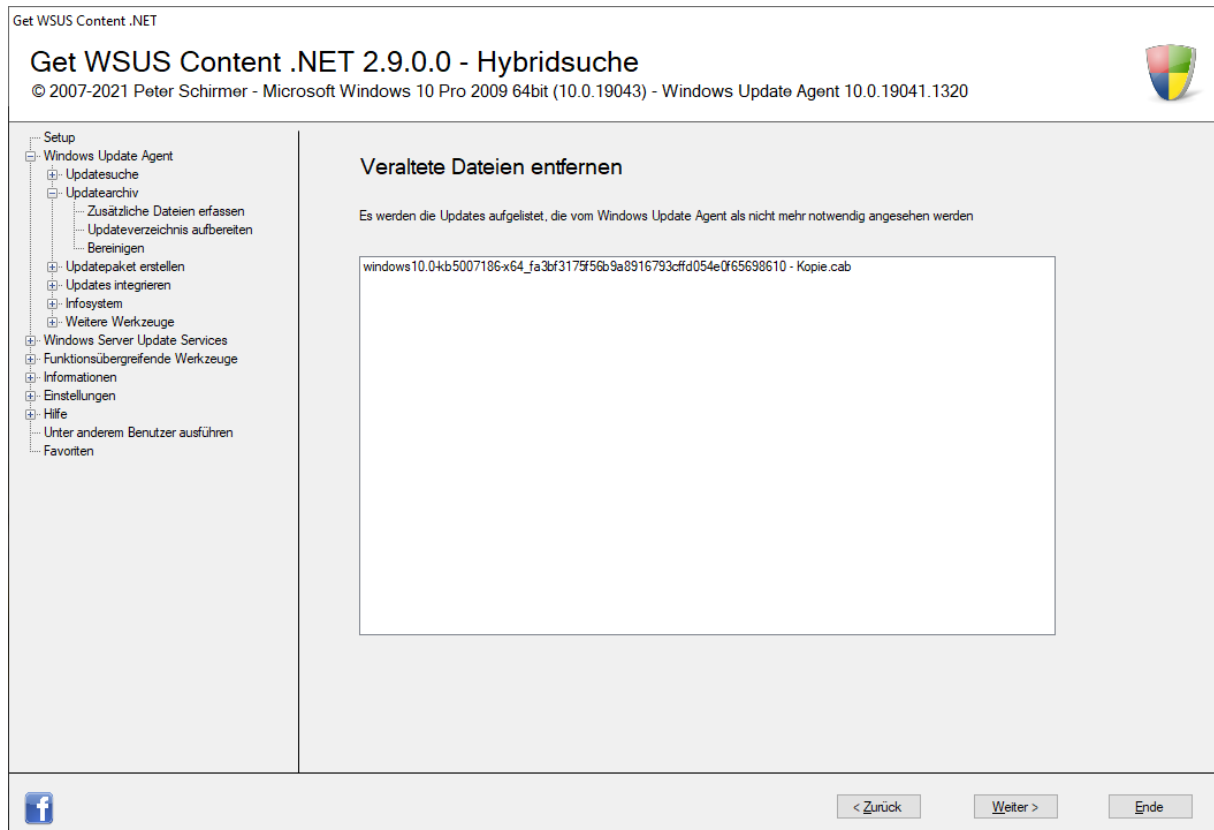 Get WSUS Content .NET
Get WSUS Content .NET 2.9.0.0 - Hybridsuche
© 2007-2021 Peter Schirmer - Microsoft Windows 10 Pro 2009 64bit (10.0.19043) - Windows Update Agent 10.0.19041.1320
Setup
Windows Update Agent
Updatesuche
Updatearchiv
Zusätzliche Dateien erfassen
Updateverzeichnis aufbereiten
Bereinigen
Updatepaket erstellen
Updates integrieren
Infosystem
Weitere Werkzeuge
Windows Server Update Services
Funktionsübergreifende Werkzeuge
Informationen
Einstellungen
Hilfe
Unter anderem Benutzer ausführen
Favoriten
Veraltete Dateien entfernen
Es werden die Updates aufgelistet, die vom Windows Update Agent als nicht mehr notwendig angesehen werden
windows10.0-kb5007186-x64_fa3bf3175f56b9a8916793cffd054e0f65698610 - Kopie.cab
f
< Zurück
Weiter >
Ende